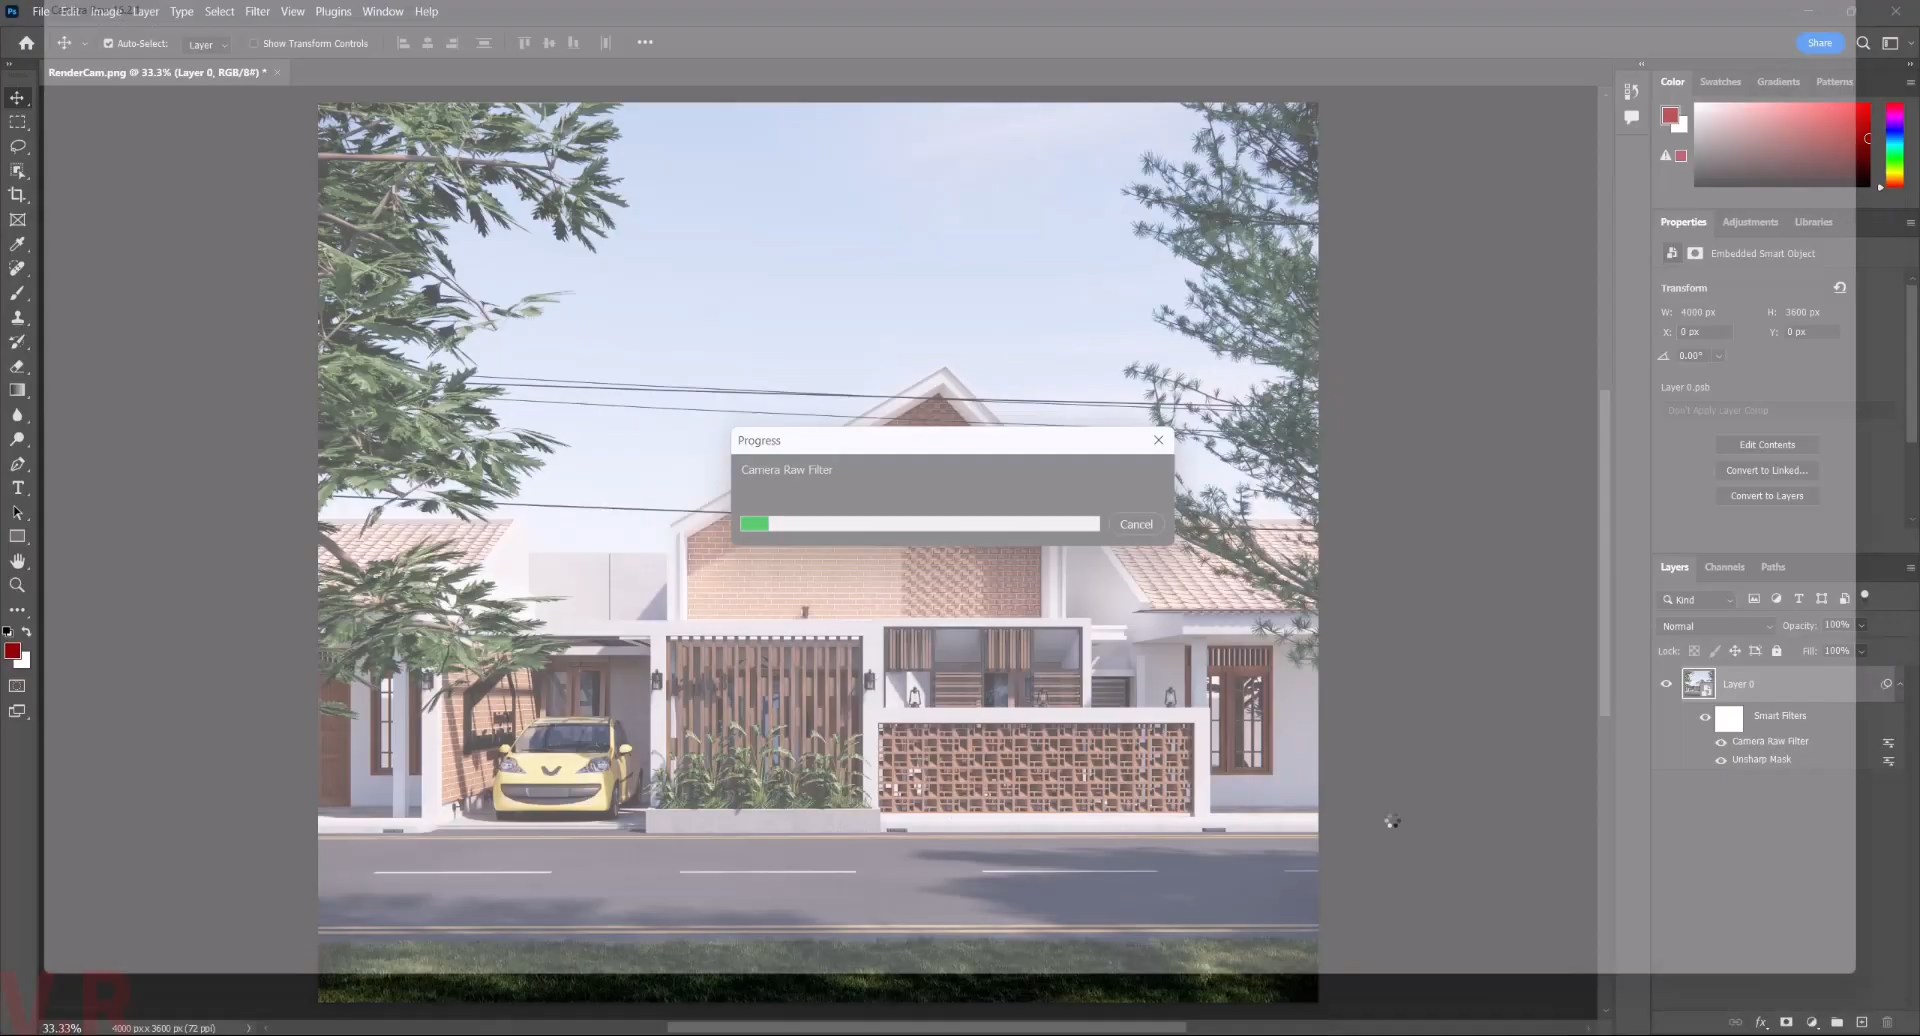 File Edit Image Layer Type Select Filter View Plugins Window Help
Auto-Select: Layer Show Transform Controls
Share
RenderCam.png @ 33.3% (Layer 0, RGB/8#) *
Color Swatches Gradients Patterns
Properties Adjustments Libraries
Embedded Smart Object
Transform
W: 4000 px H: 3600 px
X: 0 px Y: 0 px
0.00°
Layer 0.psb
Don't Apply Layer Comp
Edit Contents
Convert to Linked...
Convert to Layers
Progress
Camera Raw Filter
Cancel
Layers Channels Paths
Kind
Normal Opacity: 100%
Lock: Fill: 100%
Layer 0
Smart Filters
Camera Raw Filter
Unsharp Mask
V R
33.33% 4000 px x 3600 px (72 ppi)
fx